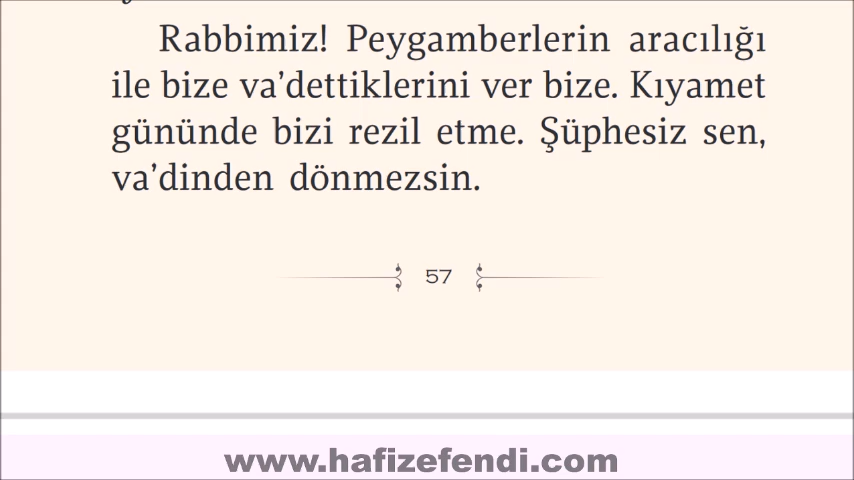 Rabbimiz! Peygamberlerin aracılığı
ile bize va’dettiklerini ver bize. Kıyamet
gününde bizi rezil etme. Şüphesiz sen,
va’dinden dönmezsin.
57
www.hafizefendi.com